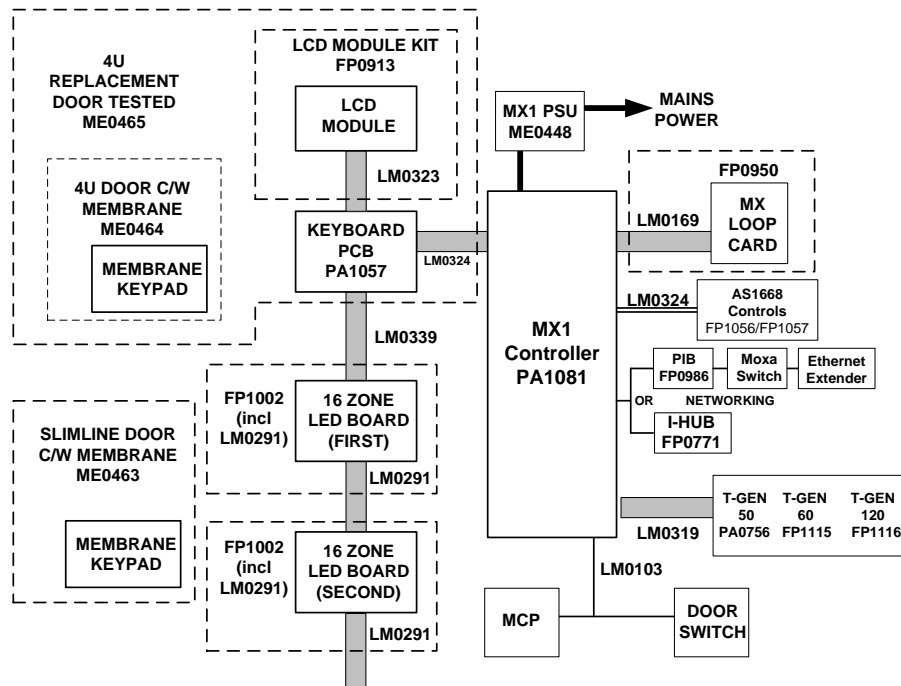 4U
REPLACEMENT
DOOR TESTED
ME0465
LCD MODULE KIT
FP0913
LCD
MODULE
LM0323
4U DOOR C/W
MEMBRANE
ME0464
MEMBRANE
KEYPAD
KEYBOARD
PCB
PA1057
LM0324
LM0339
FP1002
(incl
LM0291)
16 ZONE
LED BOARD
(FIRST)
LM0291
SLIMLINE DOOR
C/W MEMBRANE
ME0463
MEMBRANE
KEYPAD
FP1002
(incl
LM0291)
16 ZONE
LED BOARD
(SECOND)
LM0291
MX1 PSU
ME0448
MAINS
POWER
MX1
Controller
PA1081
FP0950
LM0169
MX
LOOP
CARD
LM0324
AS1668
Controls
FP1056/FP1057
PIB
FP0986
Moxa
Switch
Ethernet
Extender
OR NETWORKING
I-HUB
FP0771
LM0319
T-GEN
50
PA0756
T-GEN
60
FP1115
T-GEN
120
FP1116
LM0103
MCP
DOOR
SWITCH